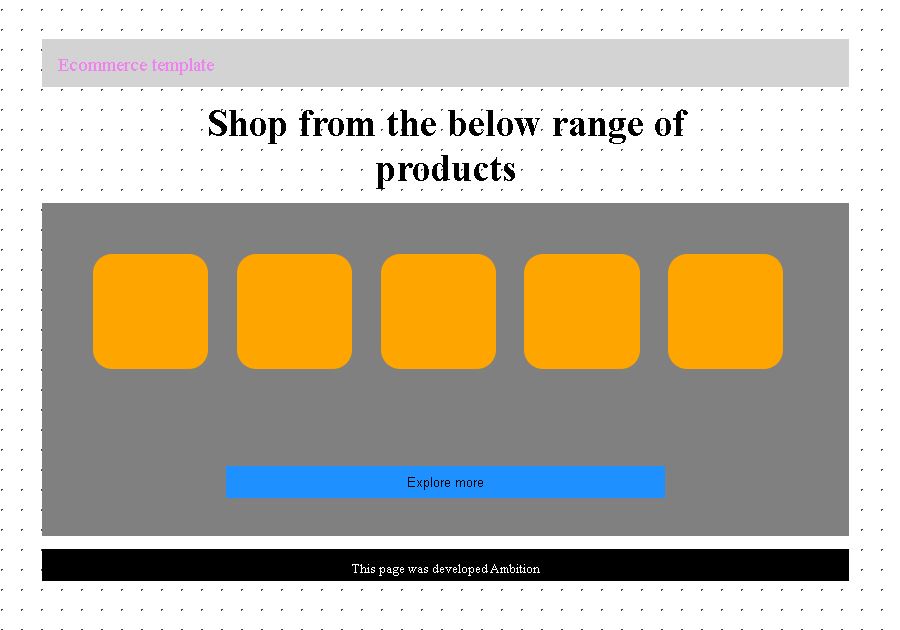 Ecommerce template
Shop from the below range of
products
Explore more
This page was developed Ambition